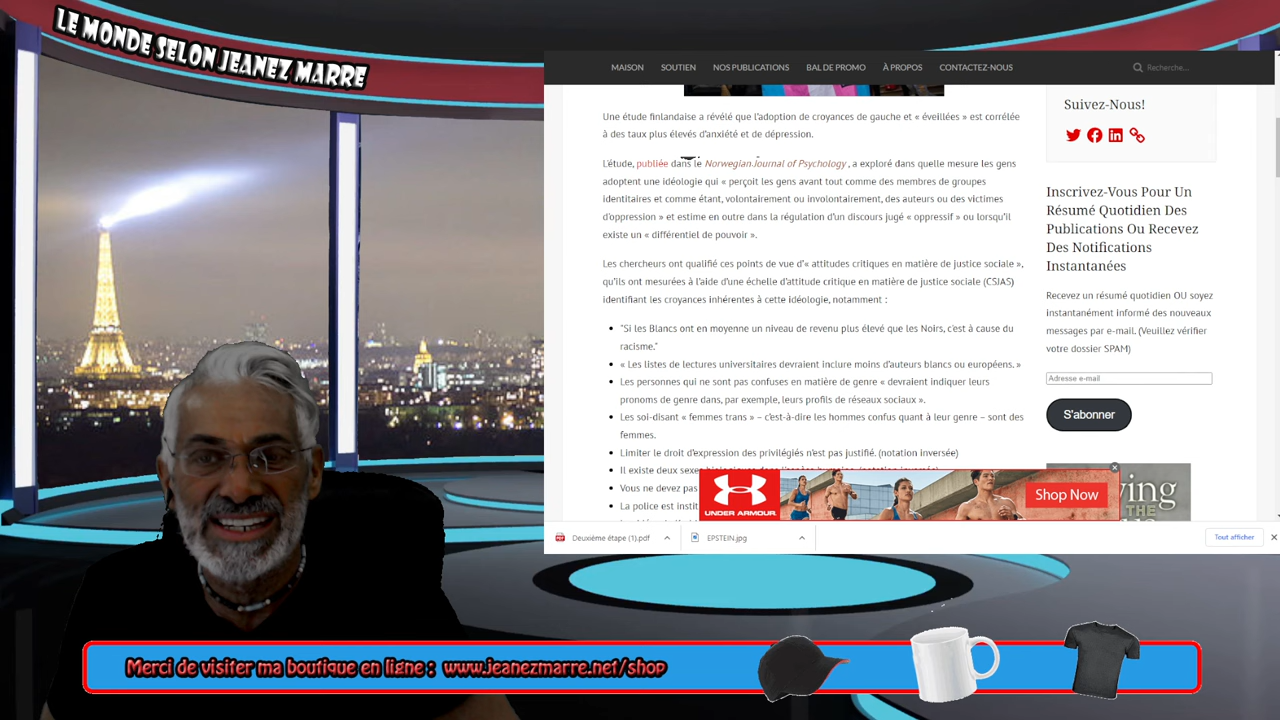 LE MONDE SELON JEANEZ MARRE
MAISON SOUTIEN NOS PUBLICATIONS BAL DE PROMO À PROPOS CONTACTEZ-NOUS Recherche...
Une étude finlandaise a révélé que l'adoption de croyances de gauche et « éveillées » est corrélée
à des taux plus élevés d'anxiété et de dépression.
L'étude, publiée dans le Norwegian Journal of Psychology , a exploré dans quelle mesure les gens
adoptent une idéologie qui « perçoit les gens avant tout comme des membres de groupes
identitaires et comme étant, volontairement ou involontairement, des auteurs ou des victimes
d'oppression » et estime en outre dans la régulation d'un discours jugé « oppressif » ou lorsqu'il
existe un « différentiel de pouvoir ».
Les chercheurs ont qualifié ces points de vue d'« attitudes critiques en matière de justice sociale »,
qu'ils ont mesurées à l'aide d'une échelle d'attitude critique en matière de justice sociale (CSJAS)
identifiant les croyances inhérentes à cette idéologie, notamment :
• "Si les Blancs ont en moyenne un niveau de revenu plus élevé que les Noirs, c'est à cause du
racisme."
• « Les listes de lectures universitaires devraient inclure moins d'auteurs blancs ou européens. »
• Les personnes qui ne sont pas confuses en matière de genre « devraient indiquer leurs
pronoms de genre dans, par exemple, leurs profils de réseaux sociaux ».
• Les soi-disant « femmes trans » – c'est-à-dire les hommes confus quant à leur genre – sont des
femmes.
• Limiter le droit d'expression des privilégiés n'est pas justifié. (notation inversée)
• Il existe deux sexes biologiques dans l'espèce humaine. (notation inversée)
• Vous ne devez pas
• La police est instit
Suivez-Nous!
Inscrivez-Vous Pour Un
Résumé Quotidien Des
Publications Ou Recevez
Des Notifications
Instantanées
Recevez un résumé quotidien OU soyez
instantanément informé des nouveaux
messages par e-mail. (Veuillez vérifier
votre dossier SPAM)
Adresse e-mail
S'abonner
ying
THE
UNDER ARMOUR
Shop Now
Deuxième étape (1).pdf
EPSTEIN.jpg
Tout afficher
Merci de visiter ma boutique en ligne : www.jeanezmarre.net/shop